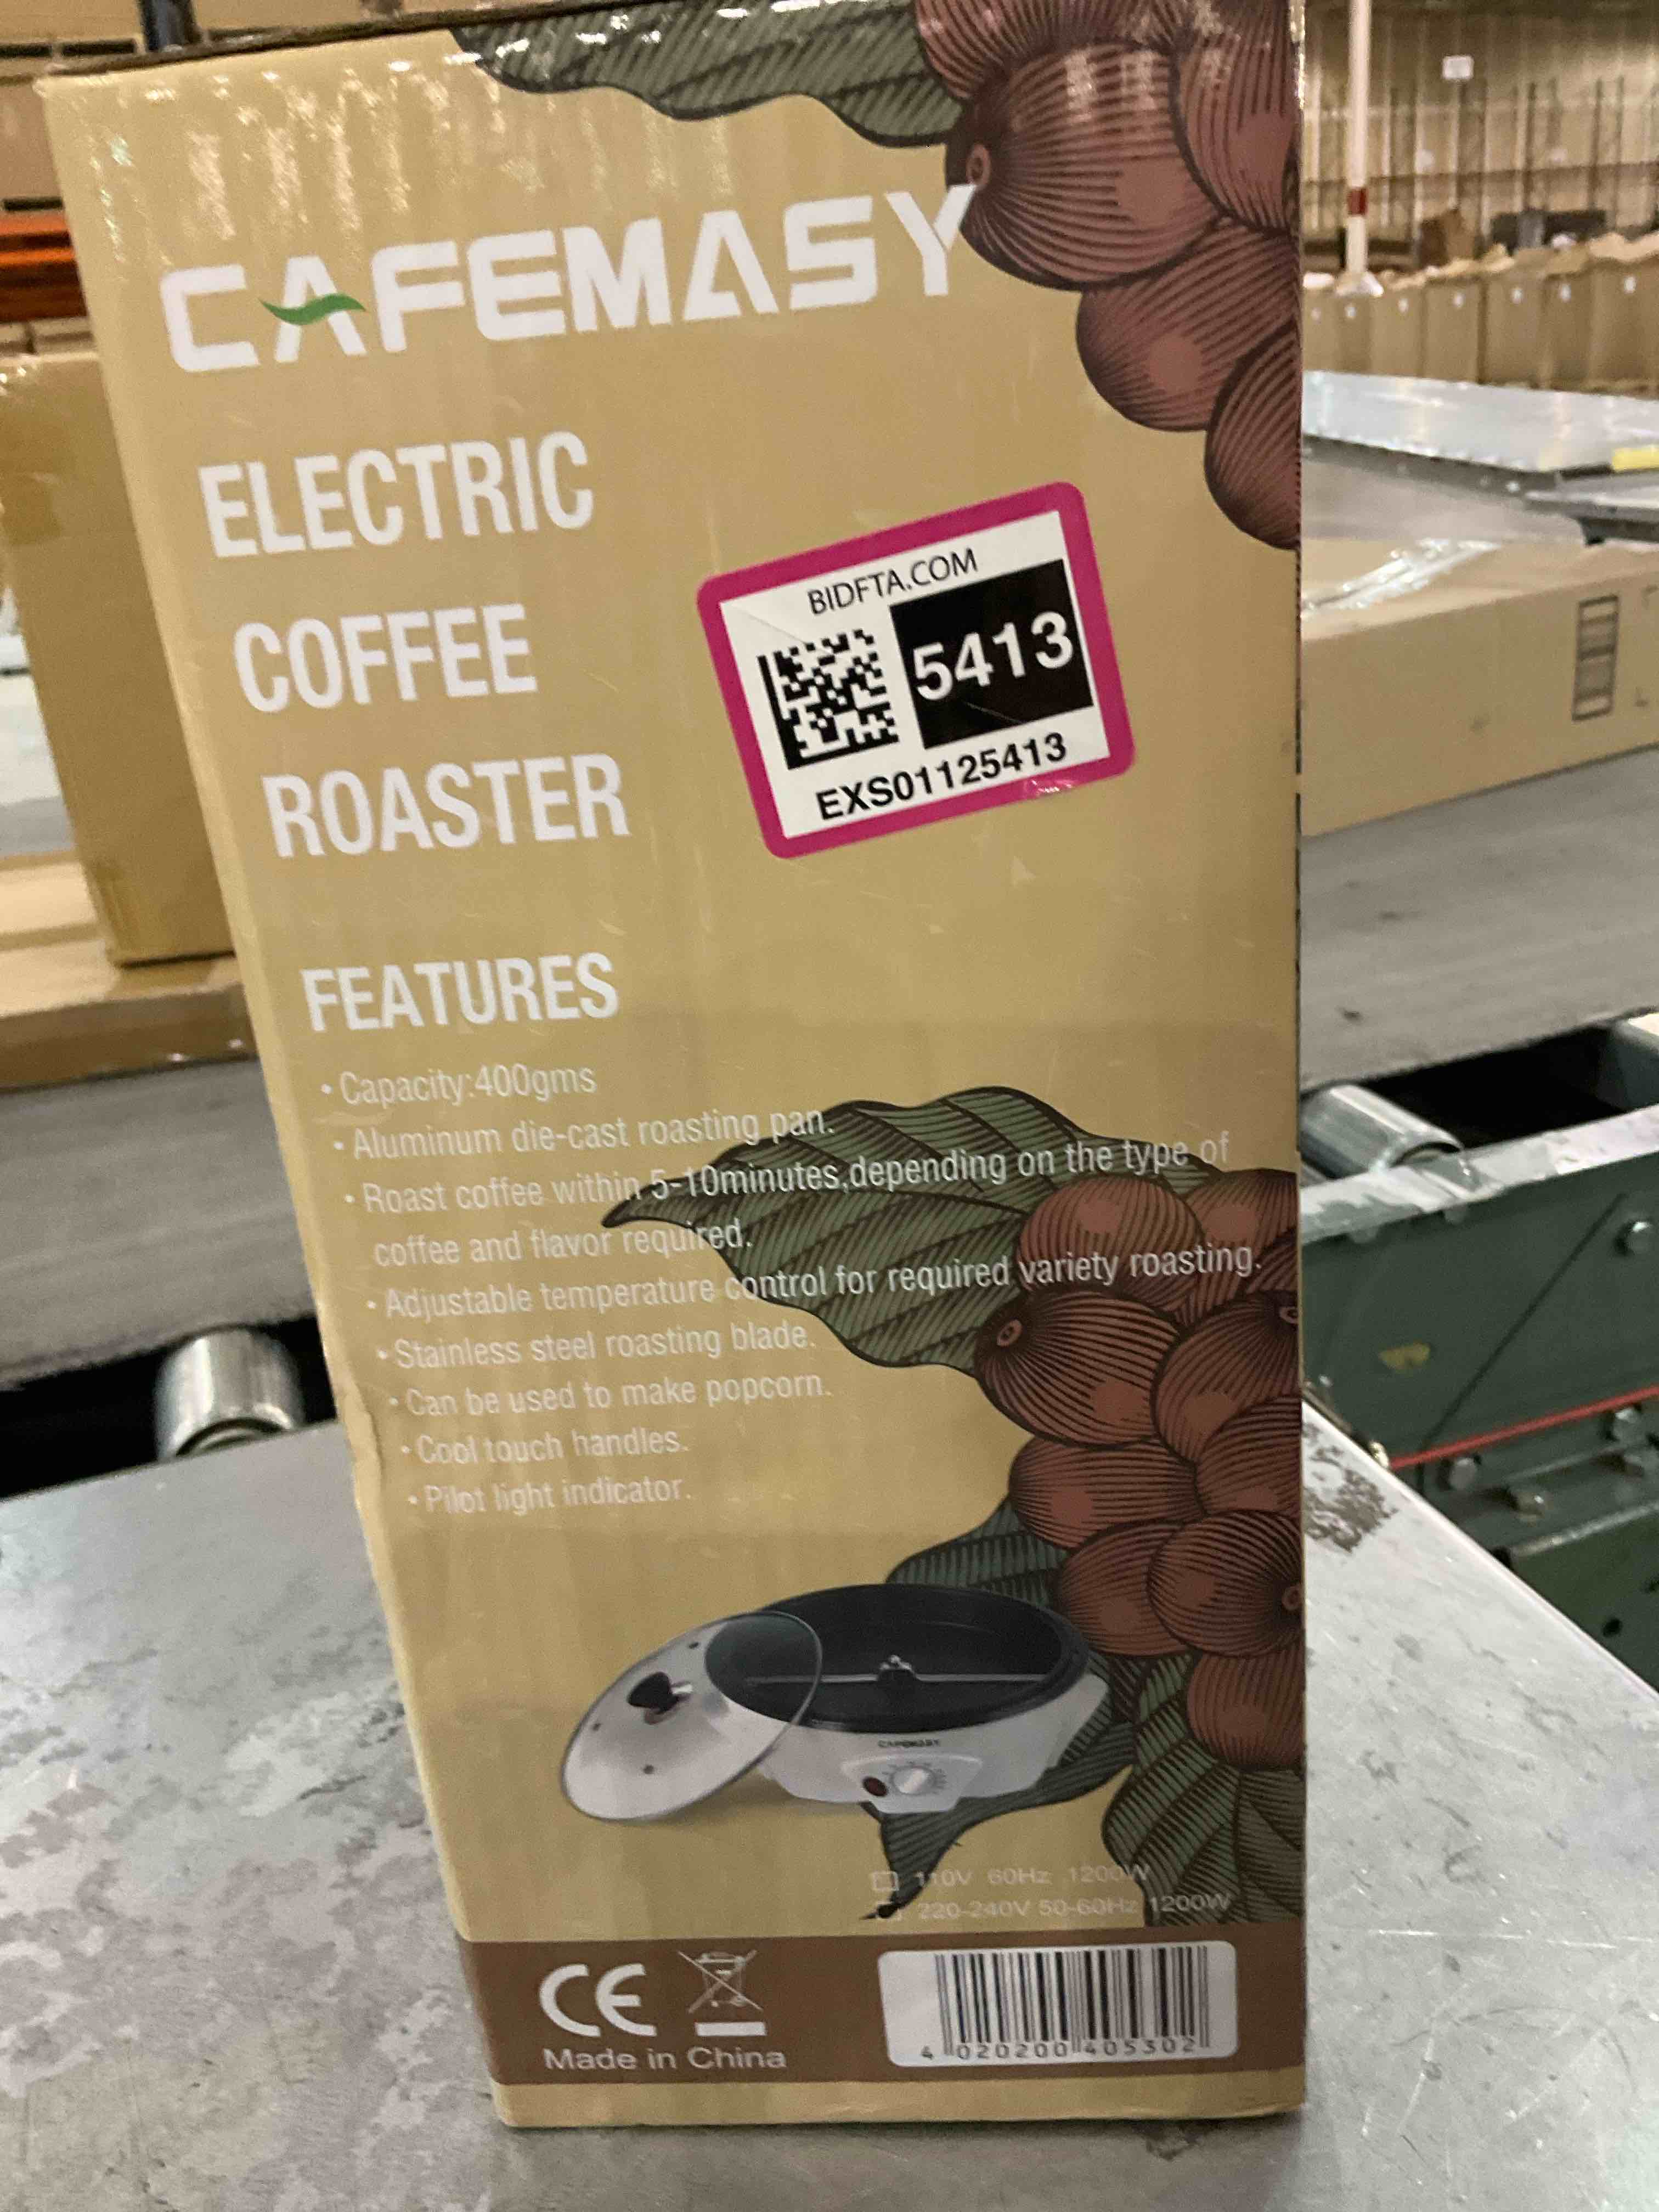 CAFEMASY
ELECTRIC
COFFEE
ROASTER
BIDFTA.COM
5413
EXS01125413
FEATURES
• Capacity:400gms
• Aluminum die-cast roasting pan.
• Roast coffee within 5-10minutes,depending on the type of
coffee and flavor required.
• Adjustable temperature control for required variety roasting.
• Stainless steel roasting blade.
• Can be used to make popcorn.
• Cool touch handles.
• Pilot light indicator.
CAFEMASY
110V 60Hz 1200W
220-240V 50-60Hz 1200W
CE
Made in China
4 020200 405302